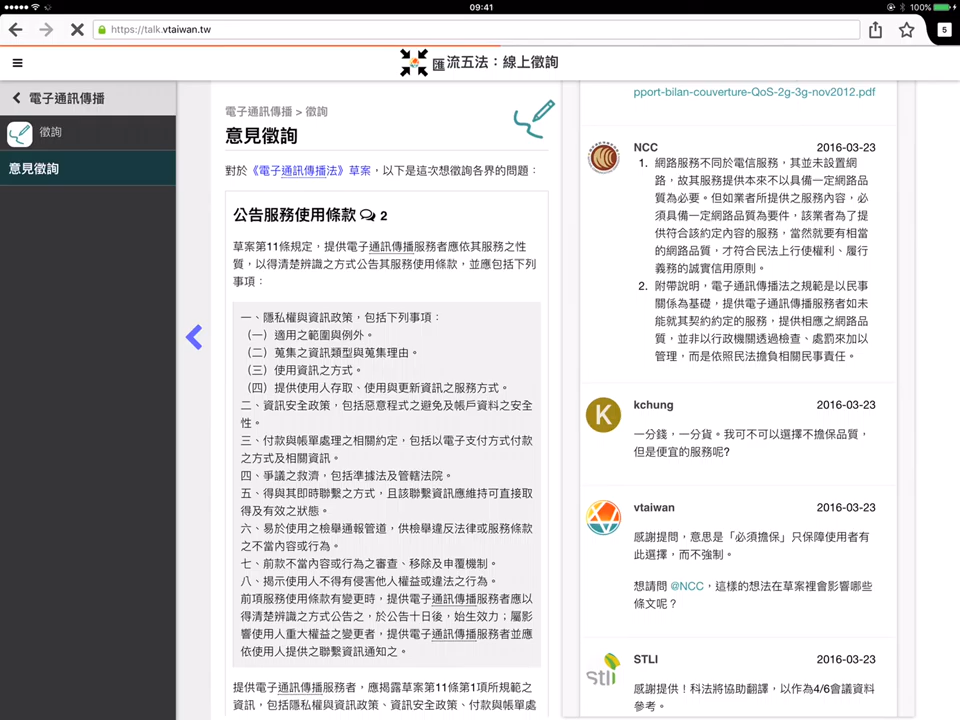 09:41
100%
https://talk.vtaiwan.tw
5
匯流五法：線上徵詢
電子通訊傳播
徵詢
意見徵詢
電子通訊傳播 > 徵詢
意見徵詢
對於《電子通訊傳播法》草案，以下是這次想徵詢各界的問題：
公告服務使用條款 2
草案第11條規定，提供電子通訊傳播服務者應依其服務之性
質，以得清楚辨識之方式公告其服務使用條款，並應包括下列
事項：
一、隱私權與資訊政策，包括下列事項：
（一）適用之範圍與例外。
（二）蒐集之資訊類型與蒐集理由。
（三）使用資訊之方式。
（四）提供使用人存取、使用與更新資訊之服務方式。
二、資訊安全政策，包括惡意程式之避免及帳戶資料之安全
性。
三、付款與帳單處理之相關約定，包括以電子支付方式付款
之方式及相關資訊。
四、爭議之救濟，包括準據法及管轄法院。
五、得與其即時聯繫之方式，且該聯繫資訊應維持可直接取
得及有效之狀態。
六、易於使用之檢舉通報管道，供檢舉違反法律或服務條款
之不當內容或行為。
七、前款不當內容或行為之審查、移除及申覆機制。
八、揭示使用人不得有侵害他人權益或違法之行為。
前項服務使用條款有變更時，提供電子通訊傳播服務者應以
得清楚辨識之方式公告之，於公告十日後，始生效力；屬影
響使用人重大權益之變更者，提供電子通訊傳播服務者並應
依使用人提供之聯繫資訊通知之。
提供電子通訊傳播服務者，應揭露草案第11條第1項所規範之
資訊，包括隱私權與資訊政策、資訊安全政策、付款與帳單處
pport-bilan-couverture-QoS-2g-3g-nov2012.pdf
NCC 2016-03-23
1. 網路服務不同於電信服務，其並未設置網
路，故其服務提供本來不以具備一定網路品
質為必要。但如業者所提供之服務內容，必
須具備一定網路品質為要件，該業者為了提
供符合該約定內容的服務，當然就要有相當
的網路品質，才符合民法上行使權利、履行
義務的誠實信用原則。
2. 附帶說明，電子通訊傳播法之規範是以民事
關係為基礎，提供電子通訊傳播服務者如未
能就其契約約定的服務，提供相應之網路品
質，並非以行政機關透過檢查、處罰來加以
管理，而是依照民法擔負相關民事責任。
K
kchung 2016-03-23
一分錢，一分貨。我可不可以選擇不擔保品質，
但是便宜的服務呢?
vtaiwan 2016-03-23
感謝提問，意思是「必須擔保」只保障使用者有
此選擇，而不強制。
想請問 @NCC，這樣的想法在草案裡會影響哪些
條文呢？
stli
STLI 2016-03-23
感謝提供！科法將協助翻譯，以作為4/6會議資料
參考。